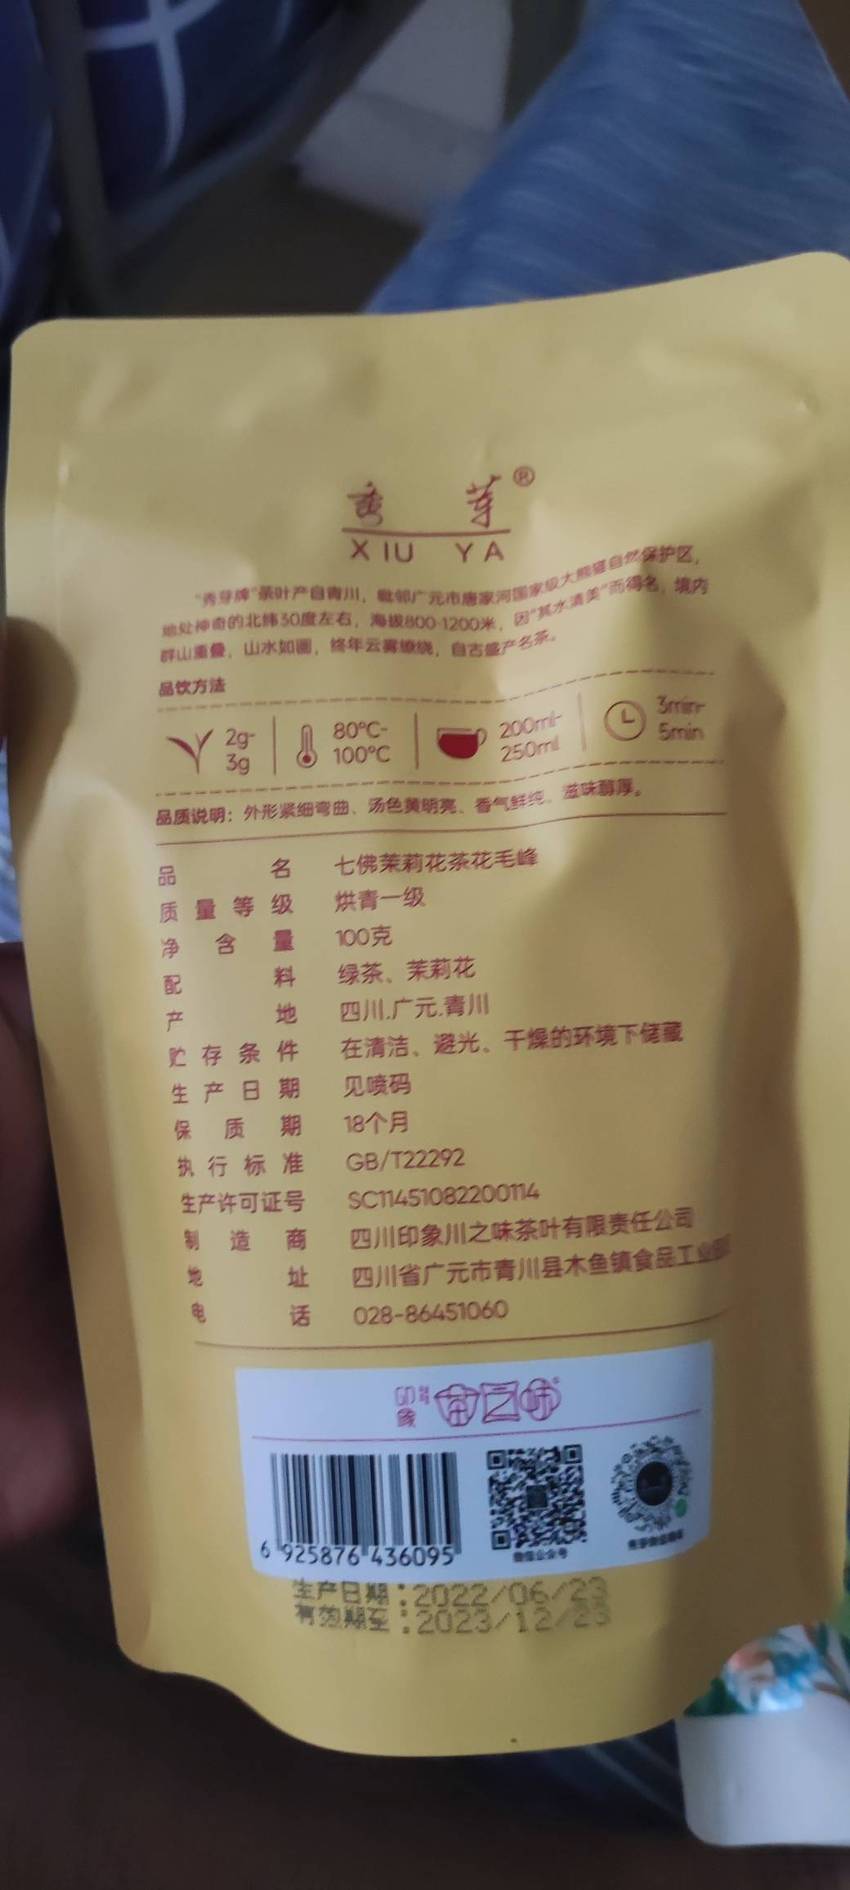 秀 芽®
XIU YA
“秀芽牌”茶叶产自青川，毗邻广元市唐家河国家级大熊猫自然保护区，
地处神奇的北纬30度左右，海拔800-1200米，因“其水清美”而得名，境内
群山重叠，山水如画，终年云雾缭绕，自古盛产名茶。
品饮方法
2g-
3g
80°C-
100°C
200ml-
250ml
3min-
5min
品质说明：外形紧细弯曲、汤色黄明亮、香气鲜纯、滋味醇厚。
品名 七佛茉莉花茶花毛峰
质量等级 烘青一级
净含量 100克
配料 绿茶、茉莉花
产地 四川.广元.青川
贮存条件 在清洁、避光、干燥的环境下储藏
生产日期 见喷码
保质期 18个月
执行标准 GB/T22292
生产许可证号 SC11451082200114
制造商 四川印象川之味茶叶有限责任公司
地址 四川省广元市青川县木鱼镇食品工业园
电话 028-86451060
茶之味
6 925876 436095
微信公众号
生产日期:2022/06/23
有效期至:2023/12/23